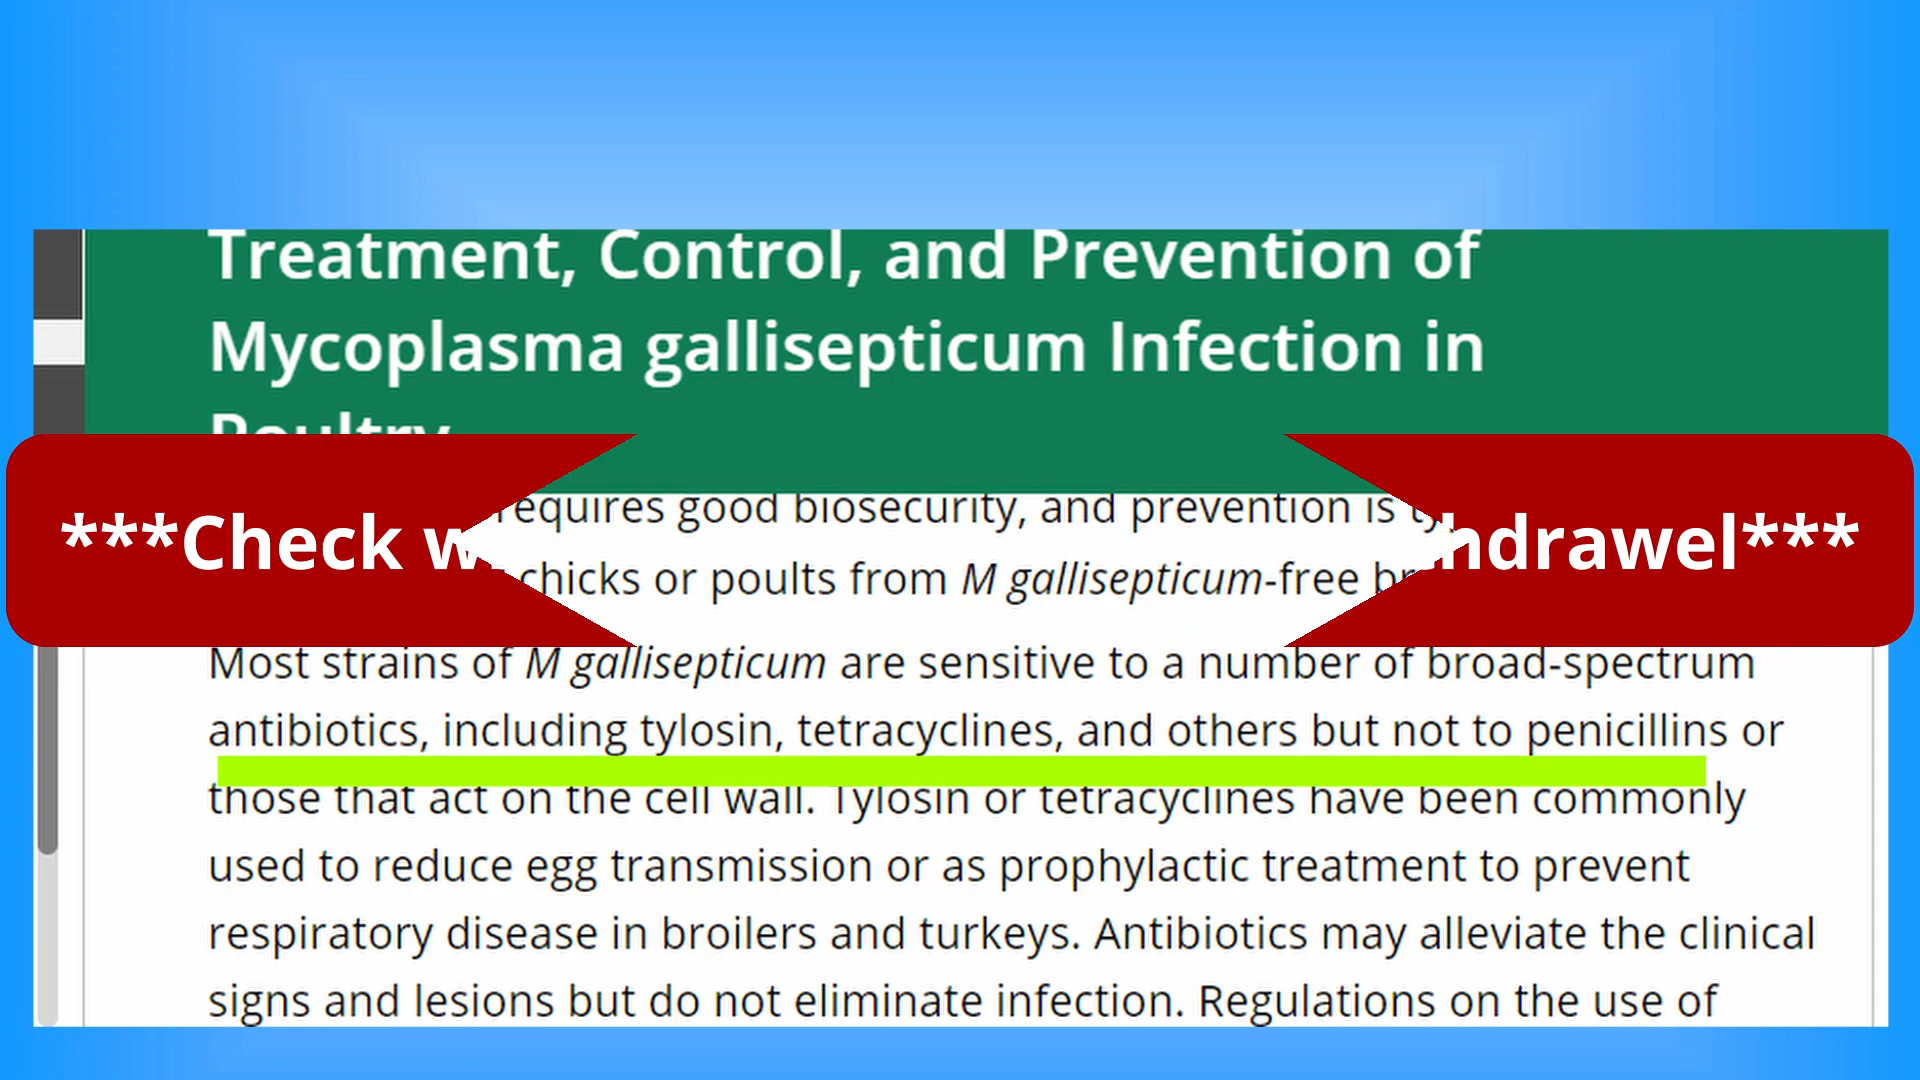 Treatment, Control, and Prevention of
Mycoplasma gallisepticum Infection in
Poultry
requires good biosecurity, and prevention is
***Check hdrawel***
chicks or poults from M gallisepticum-free
Most strains of M gallisepticum are sensitive to a number of broad-spectrum
antibiotics, including tylosin, tetracyclines, and others but not to penicillins or
those that act on the cell wall. Tylosin or tetracyclines have been commonly
used to reduce egg transmission or as prophylactic treatment to prevent
respiratory disease in broilers and turkeys. Antibiotics may alleviate the clinical
signs and lesions but do not eliminate infection. Regulations on the use of